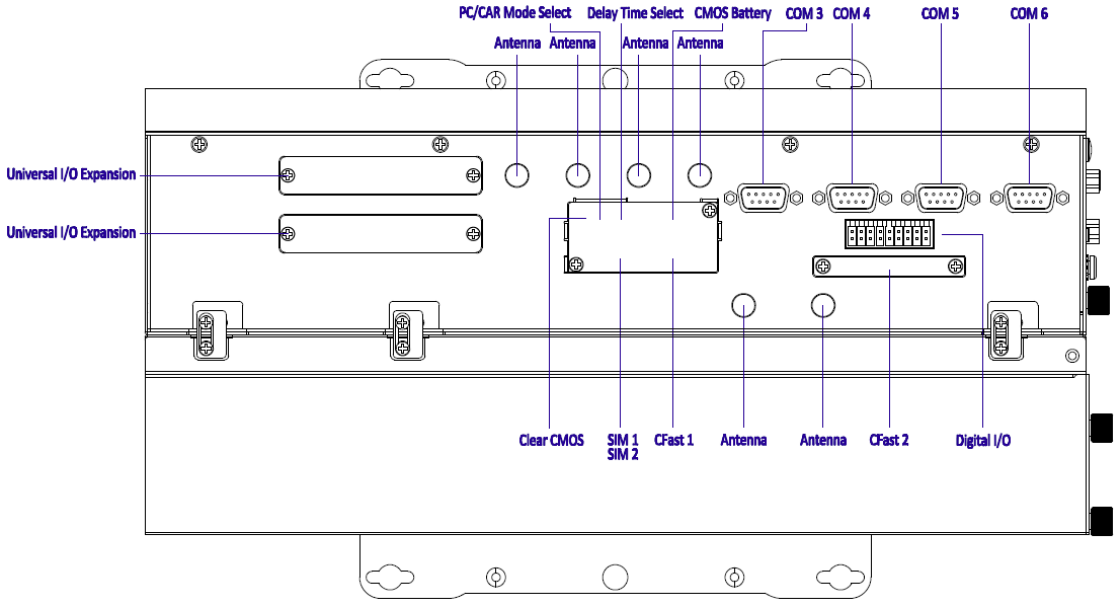 PC/CAR Mode Select Delay Time Select CMOS Battery COM 3 COM 4 COM 5 COM 6
Antenna Antenna Antenna Antenna
Universal I/O Expansion
Universal I/O Expansion
Clear CMOS SIM 1 CFast 1 Antenna Antenna CFast 2 Digital I/O
SIM 2